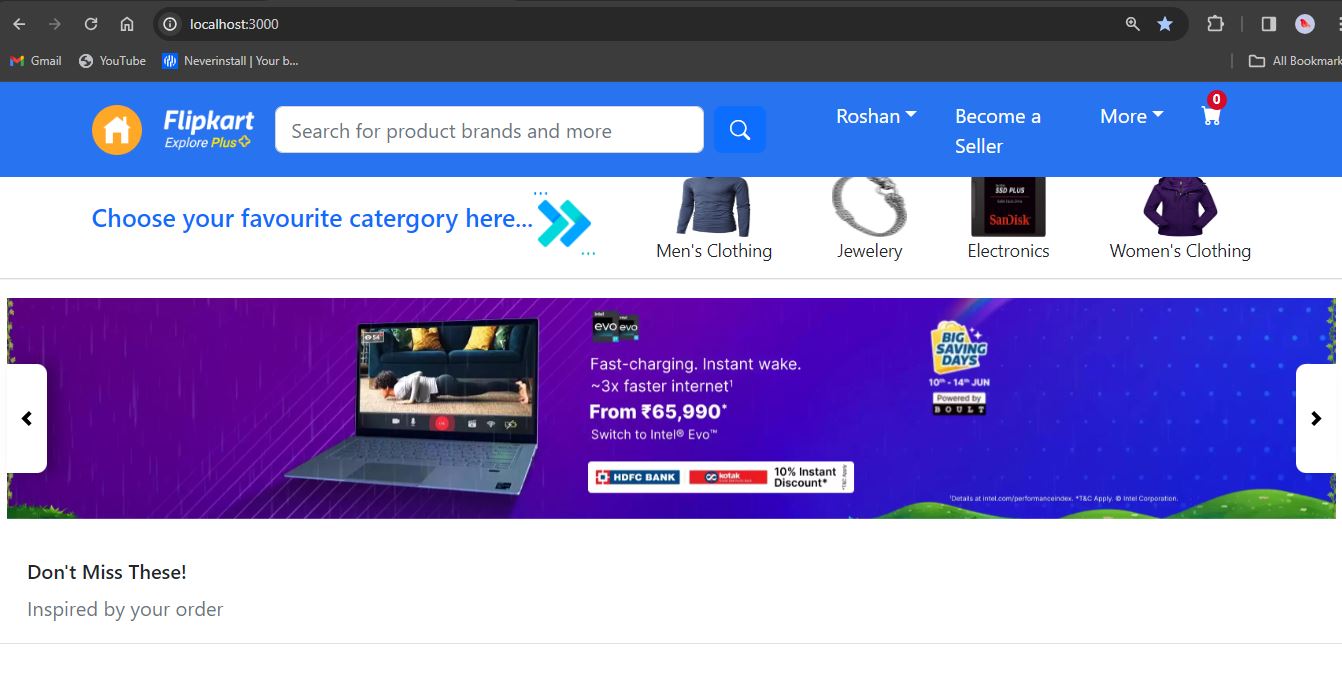 localhost:3000
Gmail
YouTube
Neverinstall | Your b...
All Bookmark
Flipkart
Explore Plus
Search for product brands and more
Roshan
Become a
Seller
More
0
Choose your favourite catergory here...
SSD PLUS
SanDisk
Men's Clothing
Jewelery
Electronics
Women's Clothing
intel
evo evo
Fast-charging. Instant wake.
~3x faster internet¹
From ₹65,990*
Switch to Intel® Evo™
HDFC BANK
kotak
10% Instant
Discount*
*T&C Apply
BIG
SAVING
DAYS
10th - 14th JUN
Powered by
BOULT
¹Details at intel.com/performanceindex. *T&C Apply. © Intel Corporation.
Don't Miss These!
Inspired by your order